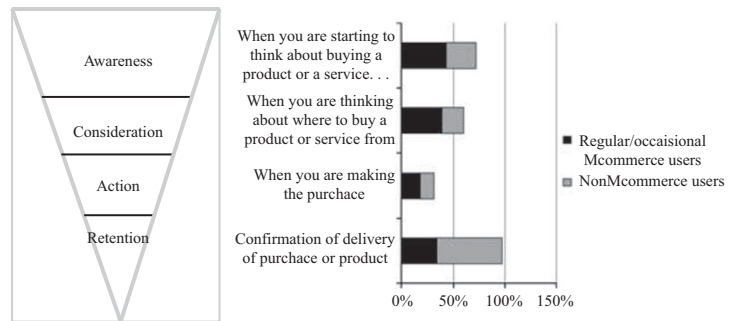 Awareness
Consideration
Action
Retention
When you are starting to
think about buying a
product or a service. . .
When you are thinking
about where to buy a
product or service from
When you are making
the purchace
Confirmation of delivery
of purchace or product
0%
50%
100%
150%
Regular/occaisional
Mcommerce users
NonMcommerce users